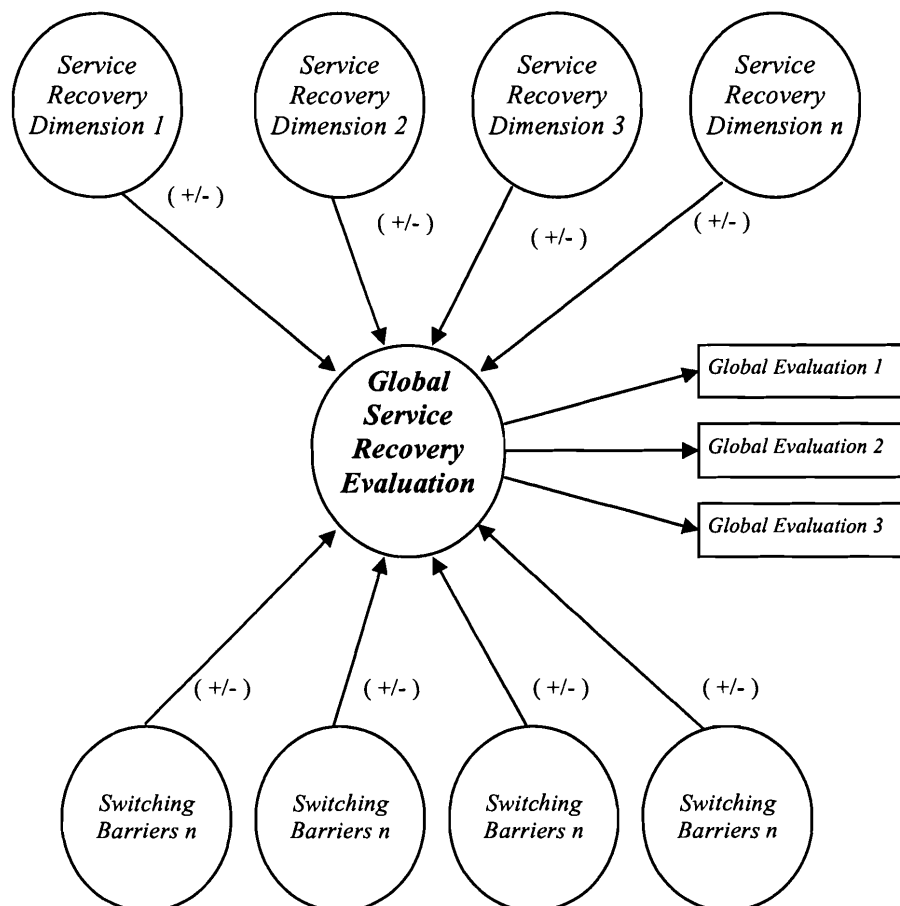 Service
Recovery
Dimension 1
Service
Recovery
Dimension 2
Service
Recovery
Dimension 3
Service
Recovery
Dimension n
( +/- )
( +/- )
( +/- )
( +/- )
Global
Service
Recovery
Evaluation
Global Evaluation 1
Global Evaluation 2
Global Evaluation 3
( +/- )
( +/- )
( +/- )
( +/- )
Switching
Barriers n
Switching
Barriers n
Switching
Barriers n
Switching
Barriers n